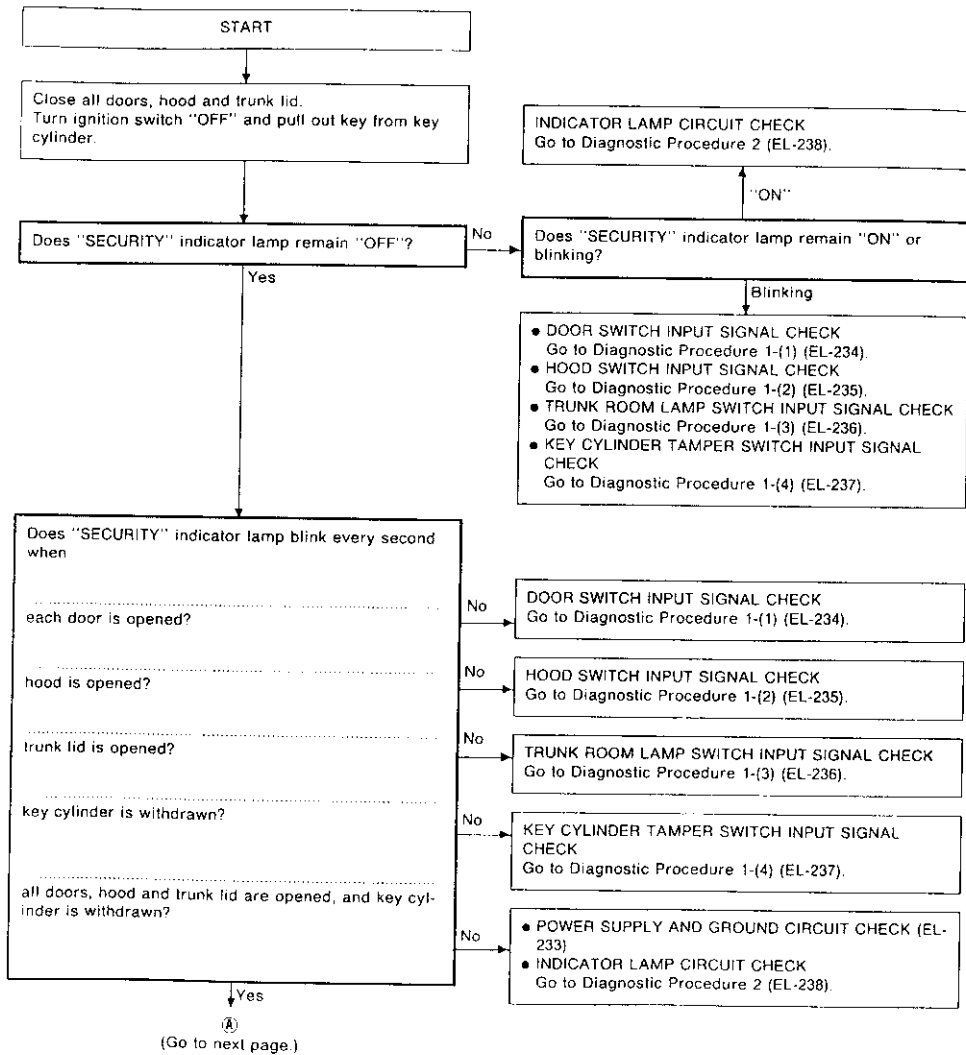 START
Close all doors, hood and trunk lid.
Turn ignition switch "OFF" and pull out key from key
cylinder.
INDICATOR LAMP CIRCUIT CHECK
Go to Diagnostic Procedure 2 (EL-238).
"ON"
Does "SECURITY" indicator lamp remain "OFF"?
No
Does "SECURITY" indicator lamp remain "ON" or
blinking?
Yes
Blinking
● DOOR SWITCH INPUT SIGNAL CHECK
Go to Diagnostic Procedure 1-(1) (EL-234).
● HOOD SWITCH INPUT SIGNAL CHECK
Go to Diagnostic Procedure 1-(2) (EL-235).
● TRUNK ROOM LAMP SWITCH INPUT SIGNAL CHECK
Go to Diagnostic Procedure 1-(3) (EL-236).
● KEY CYLINDER TAMPER SWITCH INPUT SIGNAL
CHECK
Go to Diagnostic Procedure 1-(4) (EL-237).
Does "SECURITY" indicator lamp blink every second
when
each door is opened?
No
DOOR SWITCH INPUT SIGNAL CHECK
Go to Diagnostic Procedure 1-(1) (EL-234).
hood is opened?
No
HOOD SWITCH INPUT SIGNAL CHECK
Go to Diagnostic Procedure 1-(2) (EL-235).
trunk lid is opened?
No
TRUNK ROOM LAMP SWITCH INPUT SIGNAL CHECK
Go to Diagnostic Procedure 1-(3) (EL-236).
key cylinder is withdrawn?
No
KEY CYLINDER TAMPER SWITCH INPUT SIGNAL
CHECK
Go to Diagnostic Procedure 1-(4) (EL-237).
all doors, hood and trunk lid are opened, and key cyl-
inder is withdrawn?
No
● POWER SUPPLY AND GROUND CIRCUIT CHECK (EL-
233)
● INDICATOR LAMP CIRCUIT CHECK
Go to Diagnostic Procedure 2 (EL-238).
Yes
Ⓐ
(Go to next page.)